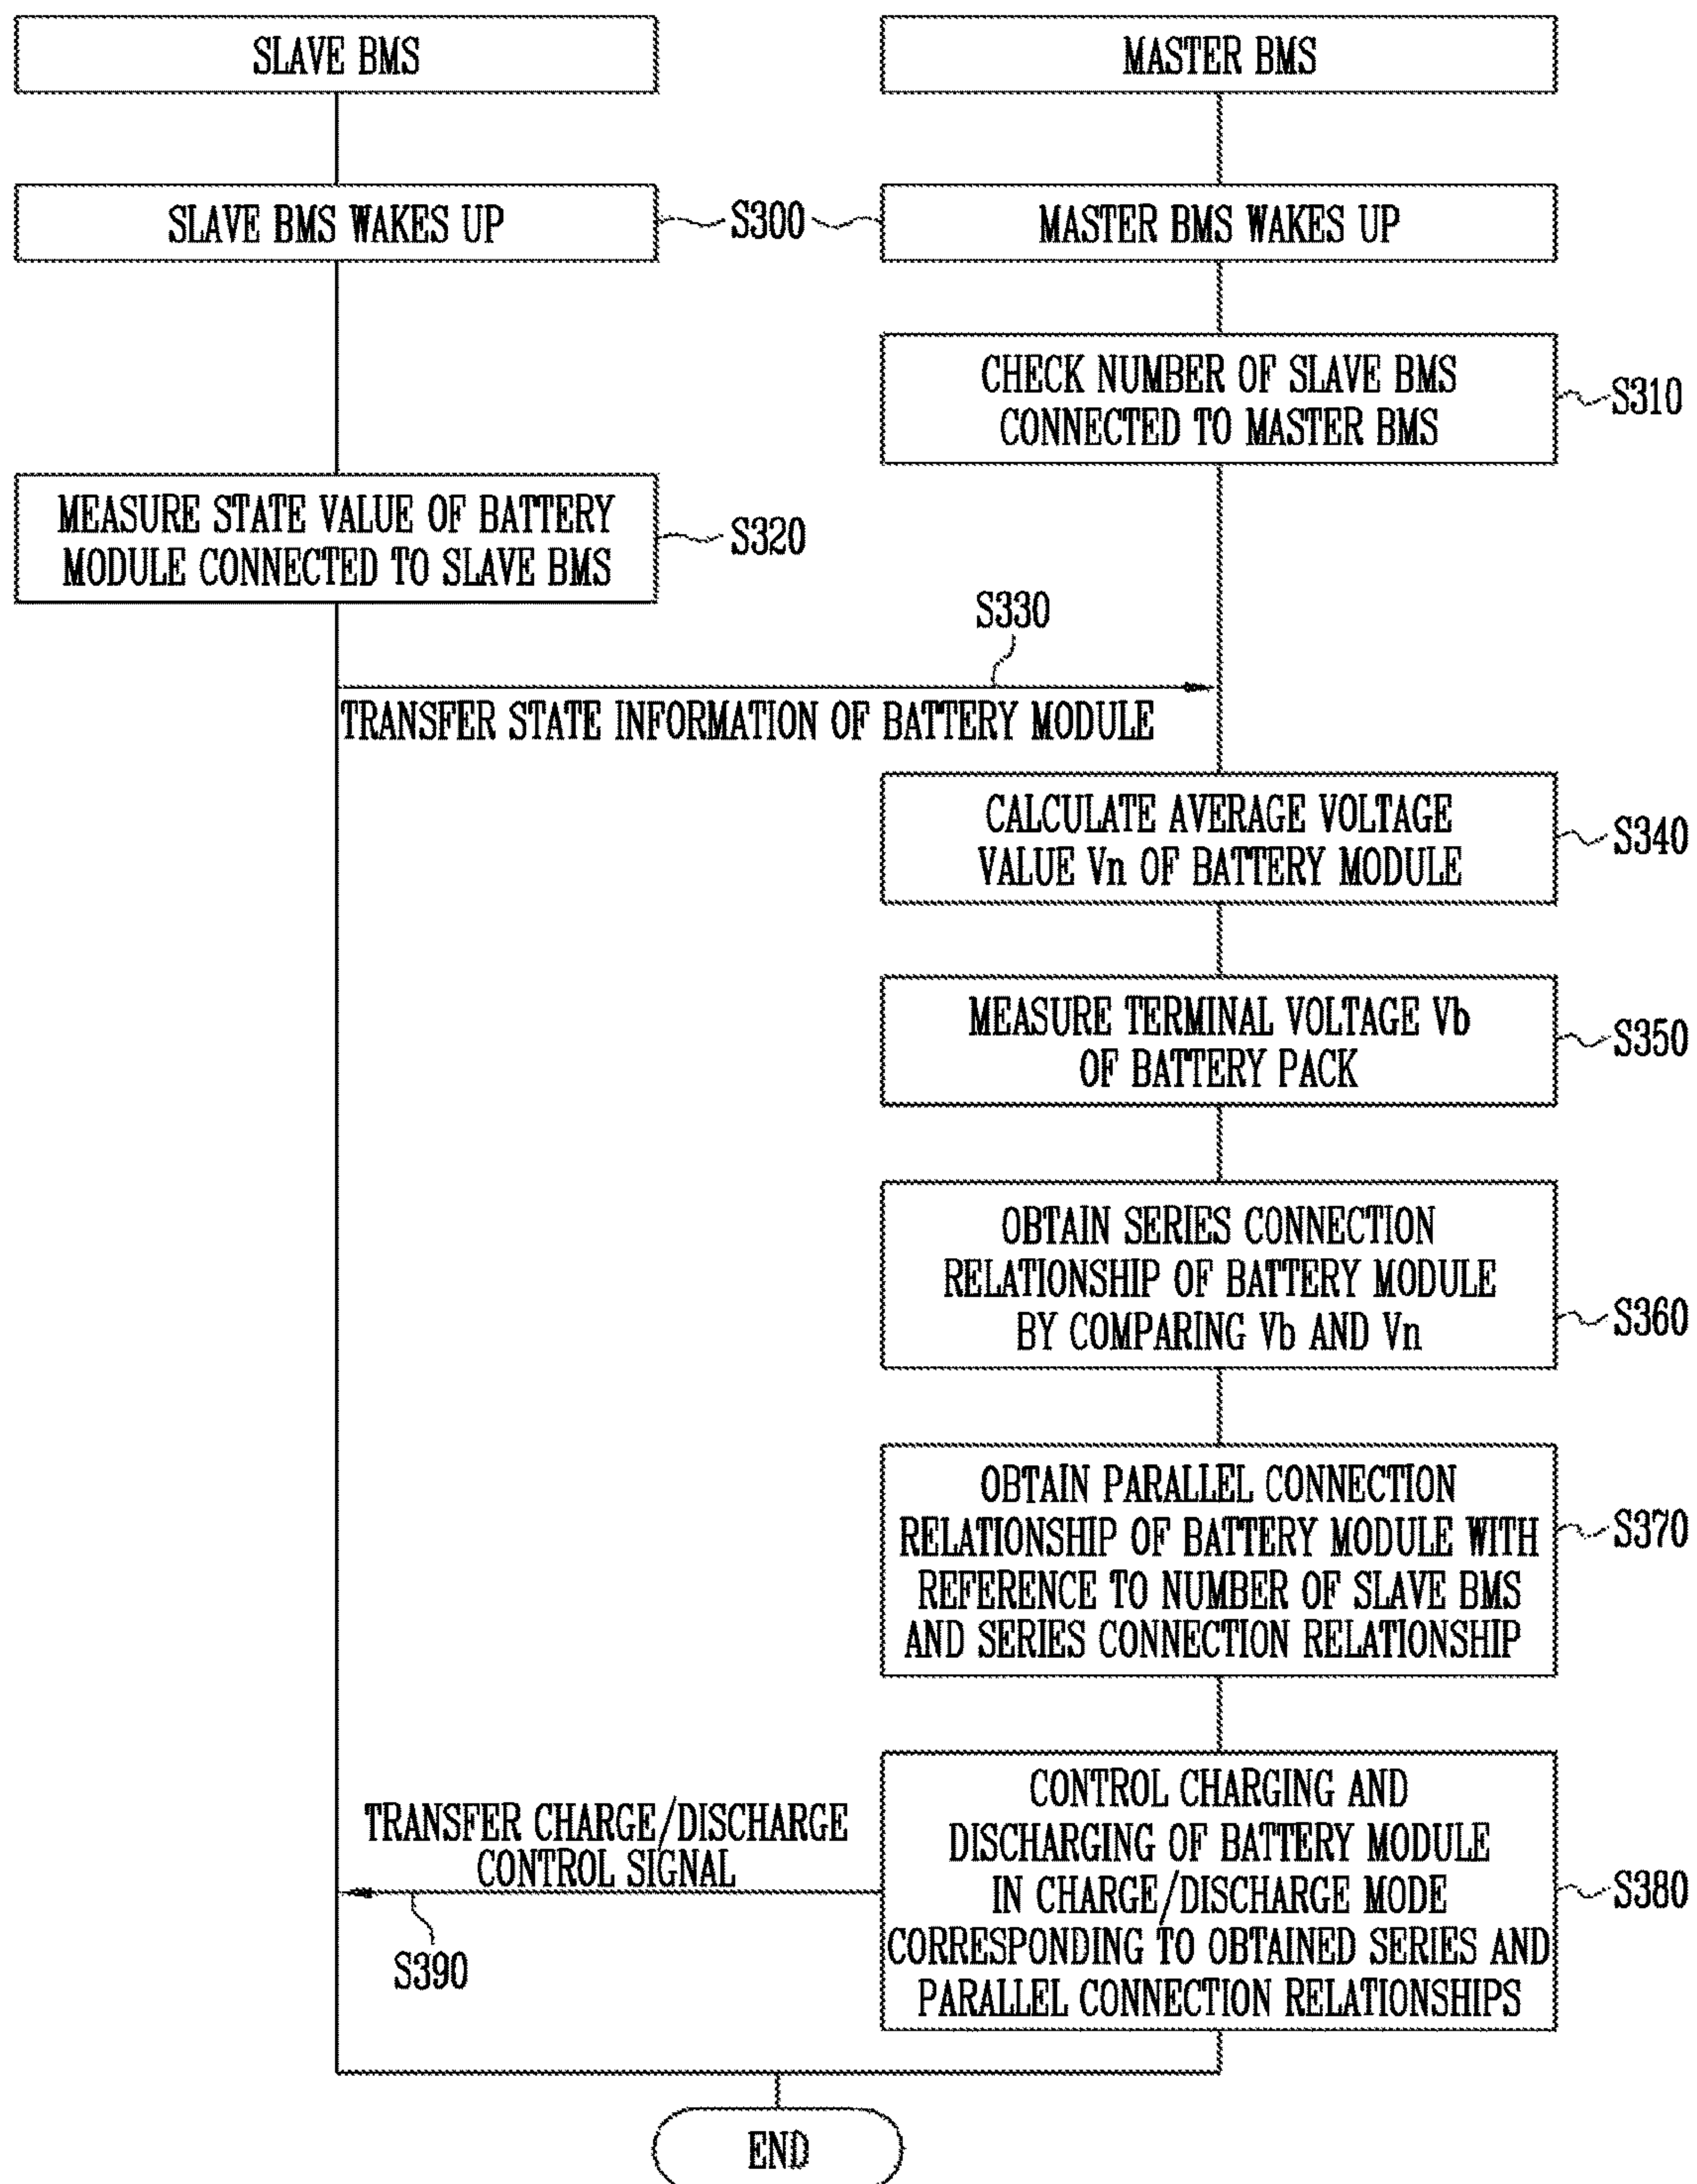 SLAVE BMS
MASTER BMS
SLAVE BMS WAKES UP
S300
MASTER BMS WAKES UP
CHECK NUMBER OF SLAVE BMS
CONNECTED TO MASTER BMS
S310
MEASURE STATE VALUE OF BATTERY
MODULE CONNECTED TO SLAVE BMS
S320
S330
TRANSFER STATE INFORMATION OF BATTERY MODULE
CALCULATE AVERAGE VOLTAGE
VALUE Vn OF BATTERY MODULE
S340
MEASURE TERMINAL VOLTAGE Vb
OF BATTERY PACK
S350
OBTAIN SERIES CONNECTION
RELATIONSHIP OF BATTERY MODULE
BY COMPARING Vb AND Vn
S360
OBTAIN PARALLEL CONNECTION
RELATIONSHIP OF BATTERY MODULE WITH
REFERENCE TO NUMBER OF SLAVE BMS
AND SERIES CONNECTION RELATIONSHIP
S370
CONTROL CHARGING AND
DISCHARGING OF BATTERY MODULE
IN CHARGE/DISCHARGE MODE
CORRESPONDING TO OBTAINED SERIES AND
PARALLEL CONNECTION RELATIONSHIPS
S380
TRANSFER CHARGE/DISCHARGE
CONTROL SIGNAL
S390
END